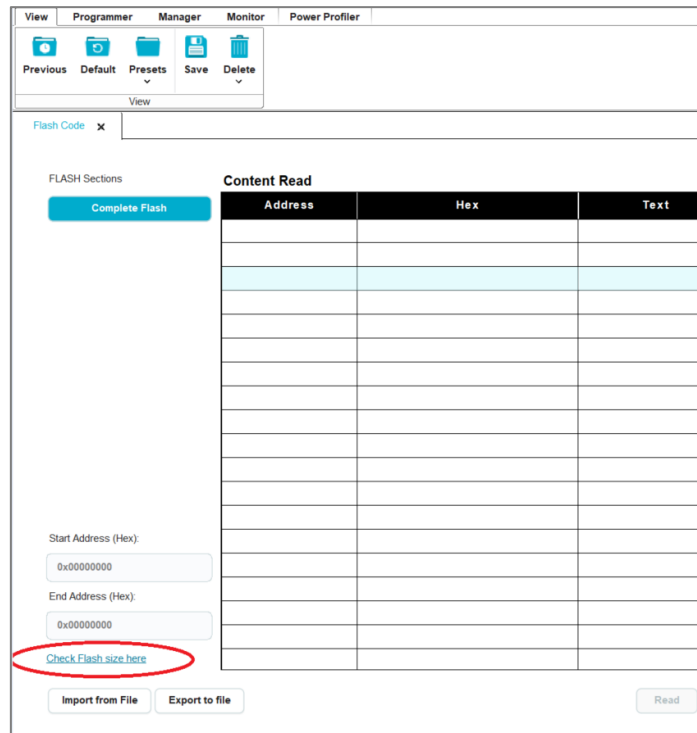 View Programmer Manager Monitor Power Profiler
Previous Default Presets Save Delete
View
Flash Code x
FLASH Sections
Content Read
Complete Flash
Address Hex Text
Start Address (Hex):
0x00000000
End Address (Hex):
0x00000000
Check Flash size here
Import from File Export to file Read